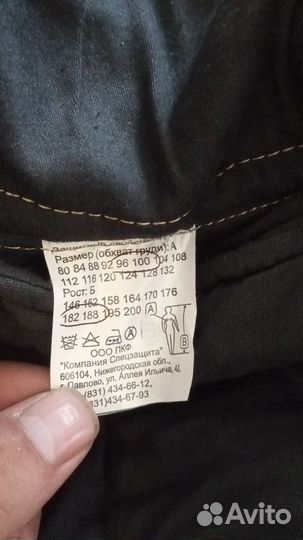 Размер (обхват груди): А
80 84 88 92 96 100 104 108
112 116 120 124 128 132
Рост: Б
146 152 158 164 170 176
182 188 195 200 А
В
ООО ПКФ
"Компания Спецзащита"
606104, Нижегородская обл.,
г. Павлово, ул. Аллея Ильича, 43
(831) 434-66-12,
(831) 434-67-93
Avito